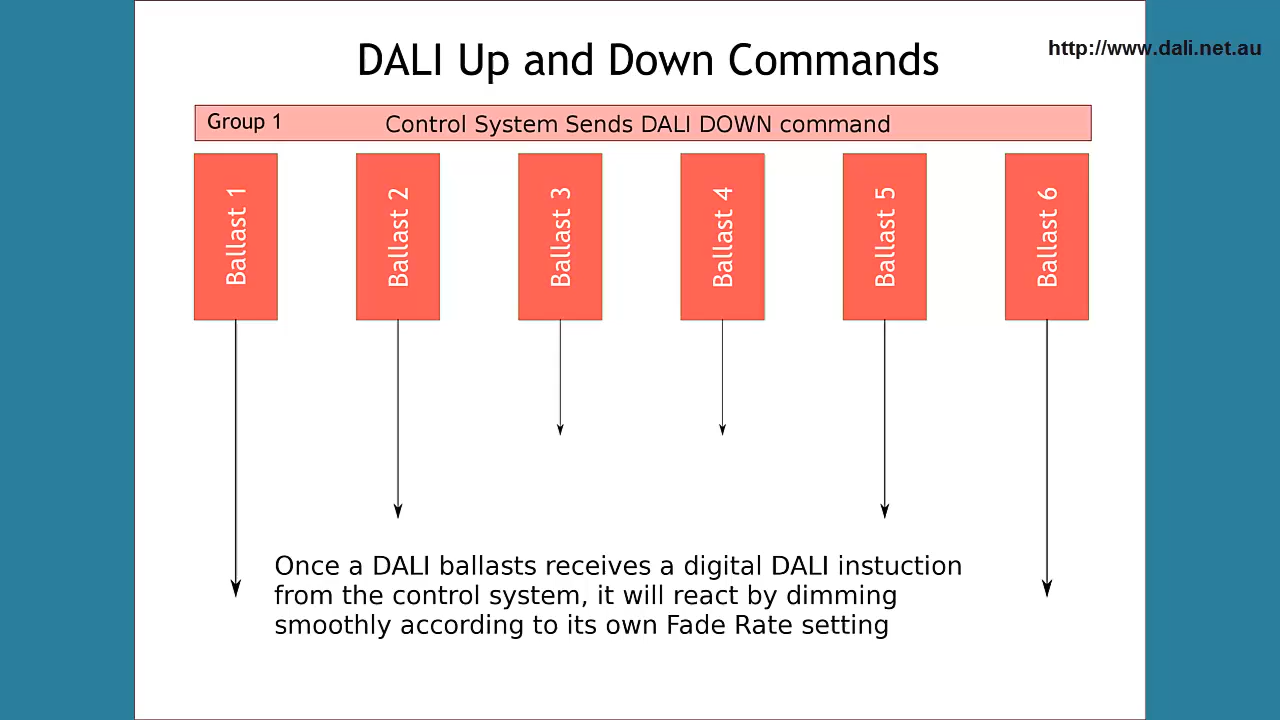 DALI Up and Down Commands
http://www.dali.net.au
Group 1
Control System Sends DALI DOWN command
Ballast 1
Ballast 2
Ballast 3
Ballast 4
Ballast 5
Ballast 6
Once a DALI ballasts receives a digital DALI instuction
from the control system, it will react by dimming
smoothly according to its own Fade Rate setting